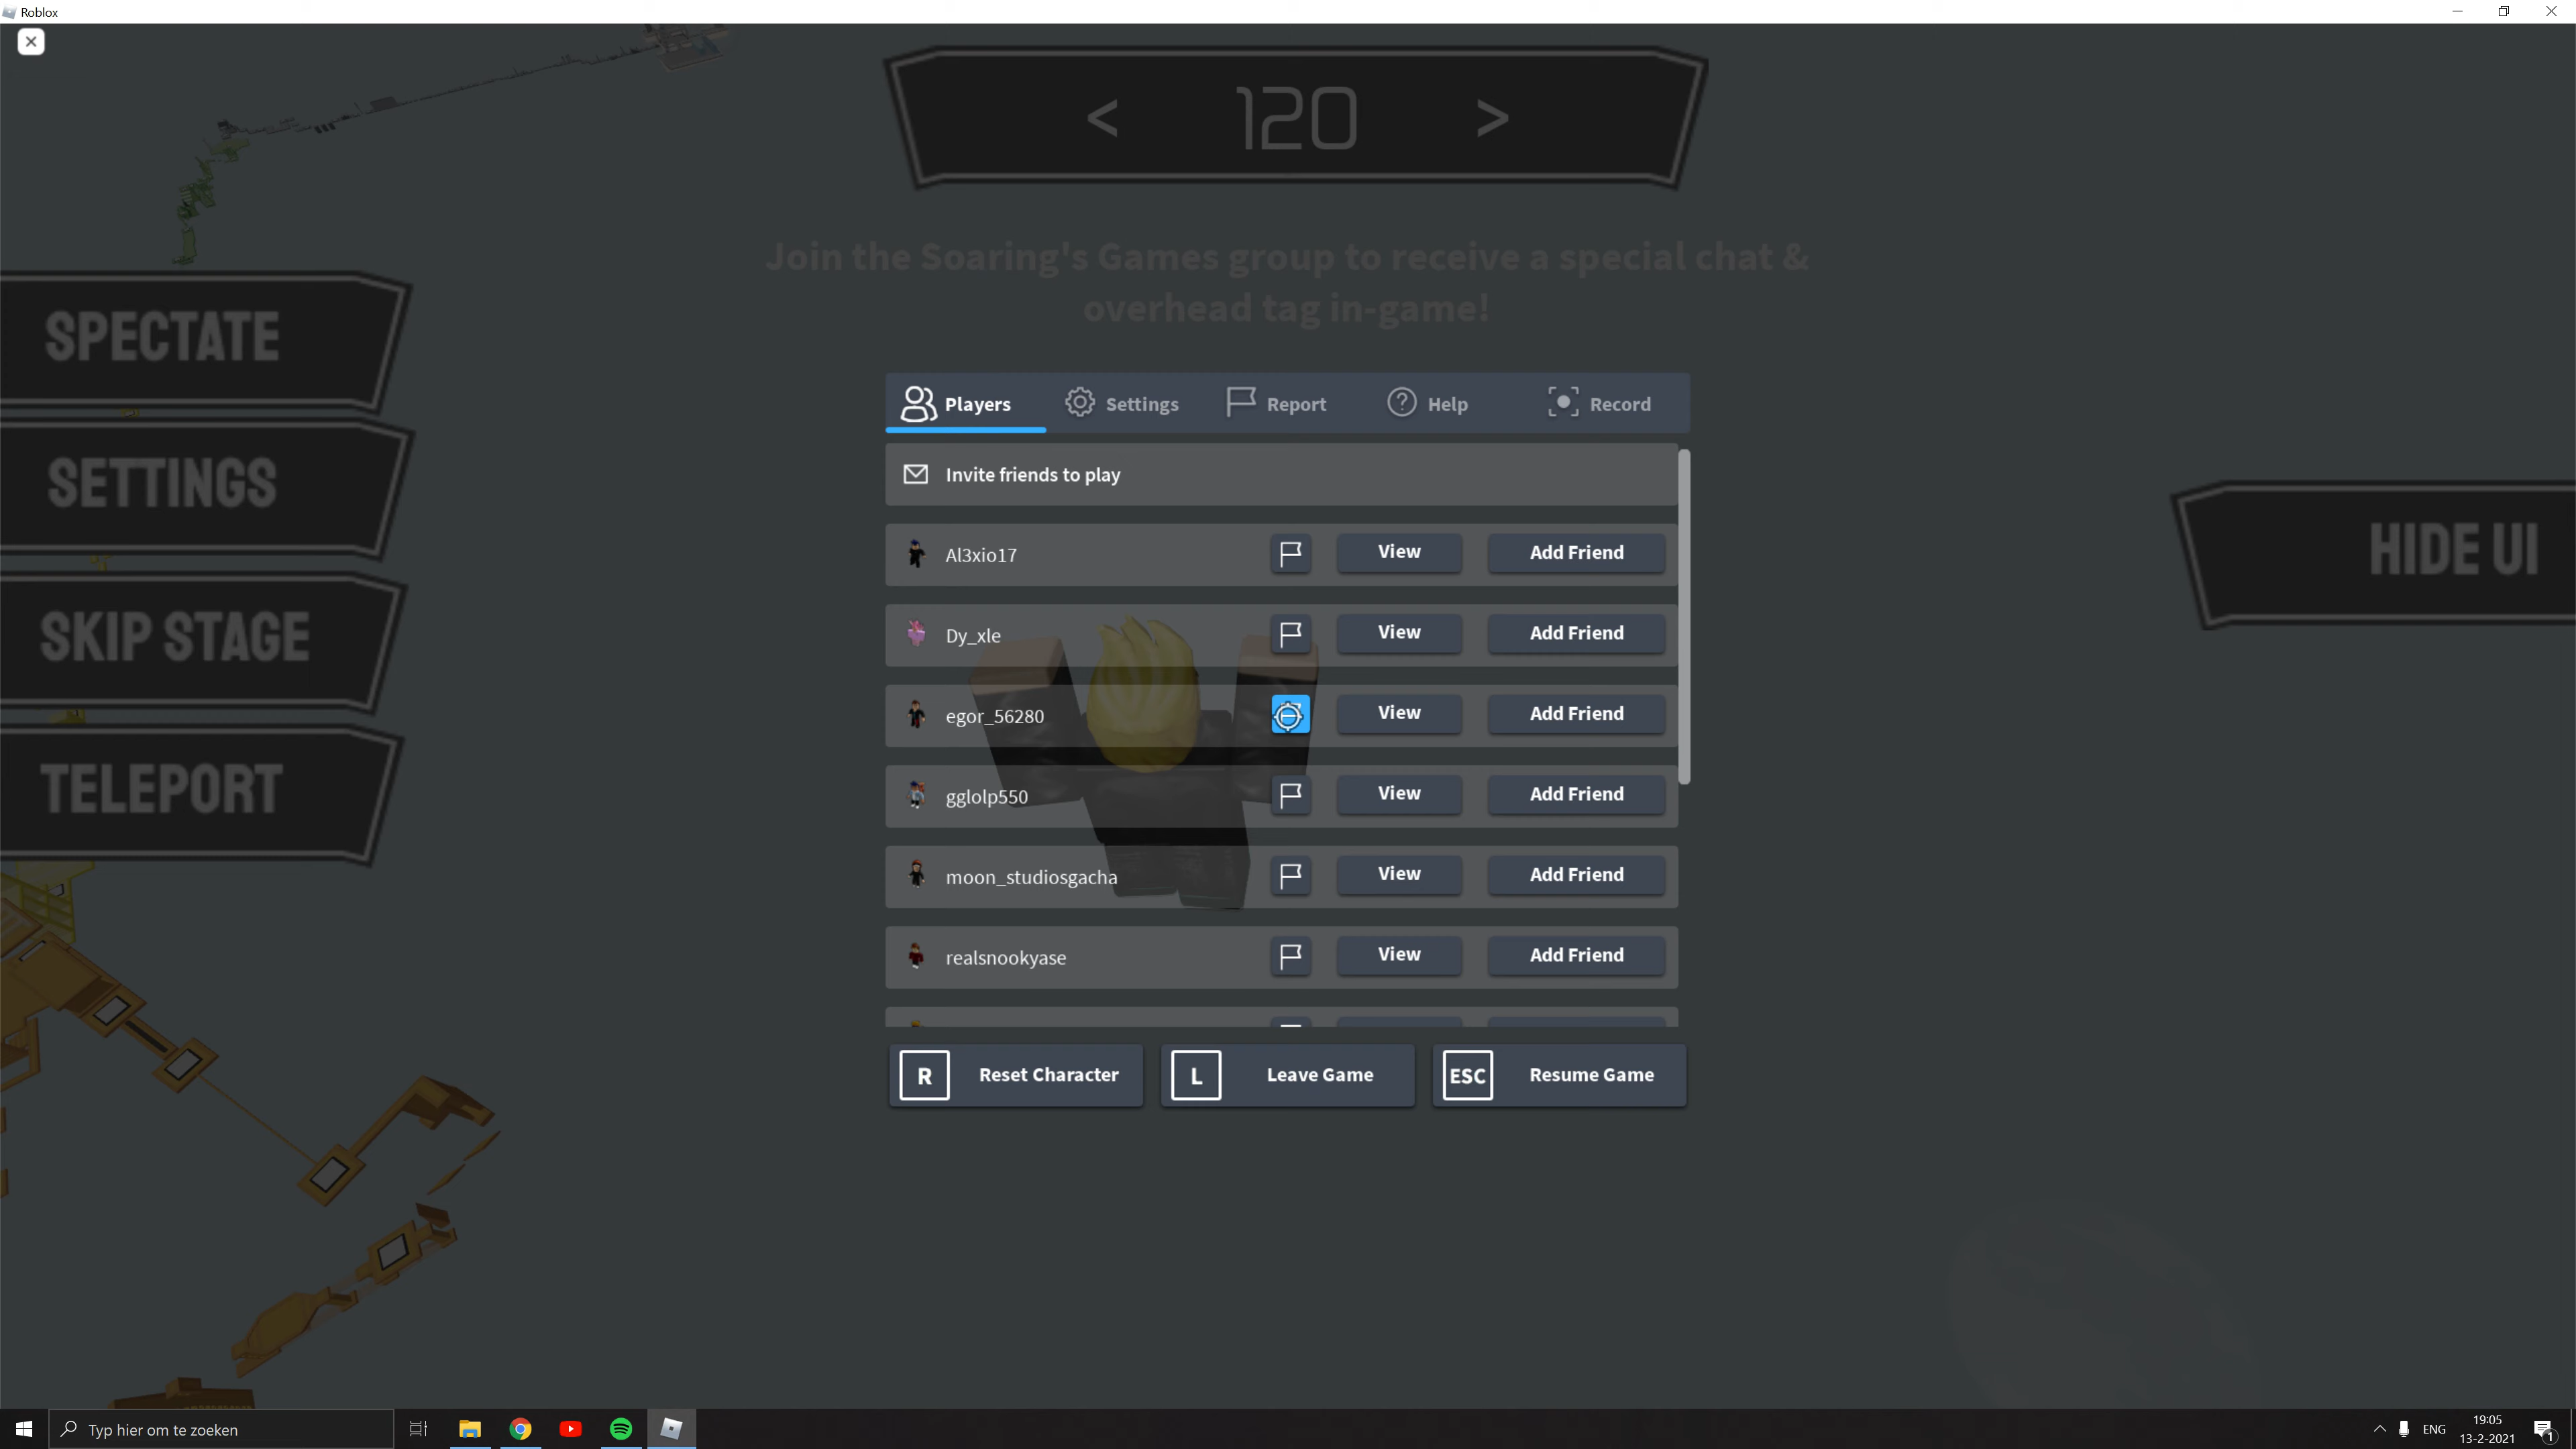 Roblox
< 120 >
Join the Soaring's Games group to receive a special chat &
overhead tag in-game!
SPECTATE
SETTINGS
SKIP STAGE
TELEPORT
HIDE UI
Players Settings Report Help Record
Invite friends to play
Al3xio17 View Add Friend
Dy_xle View Add Friend
egor_56280 View Add Friend
gglolp550 View Add Friend
moon_studiosgacha View Add Friend
realsnookyase View Add Friend
R Reset Character L Leave Game ESC Resume Game
Typ hier om te zoeken
ENG
19:05
13-2-2021
1